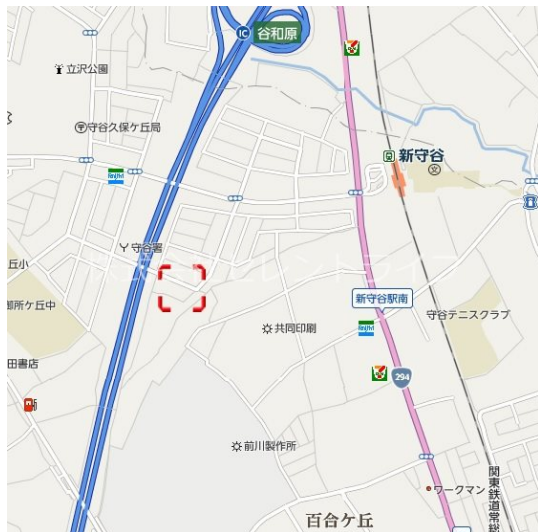 IC 谷和原
立沢公園
〒守谷久保ケ丘局
新守谷
文
守谷署
丘小
御所ケ丘中
新守谷駅南
守谷テニスクラブ
共同印刷
田書店
294
前川製作所
ワークマン
百合ケ丘
関東鉄道常総